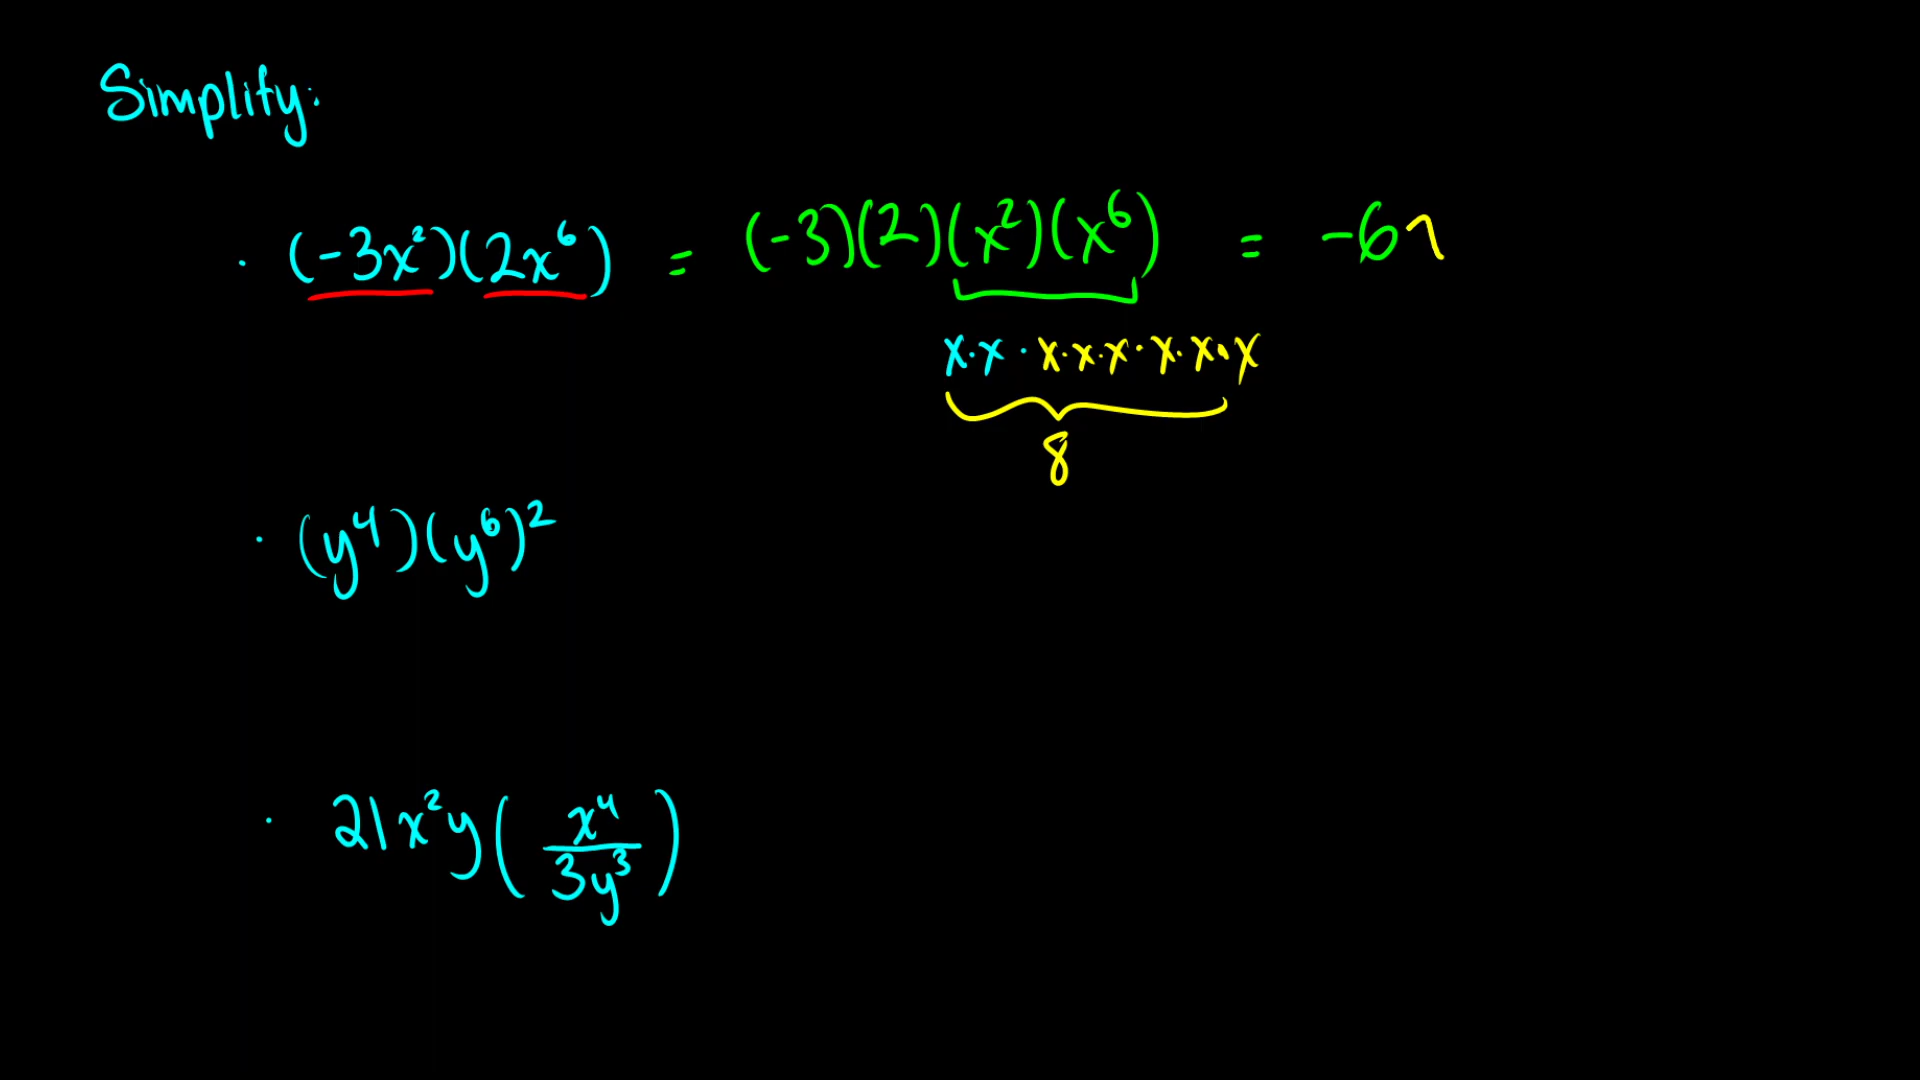 Simplify:
· (-3x²)(2x⁶) = (-3)(2)(x²)(x⁶) = -6
x·x·x·x·x·x·x·x
8
· (y⁴)(y⁶)²
· 21x²y(x⁴/3y³)